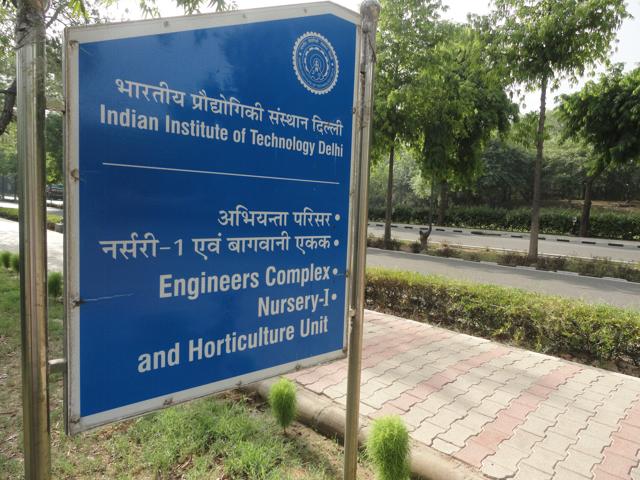 भारतीय प्रौद्योगिकी संस्थान दिल्ली
Indian Institute of Technology Delhi
अभियन्ता परिसर •
नर्सरी-1 एवं बागवानी एकक •
Engineers Complex •
Nursery-I •
and Horticulture Unit